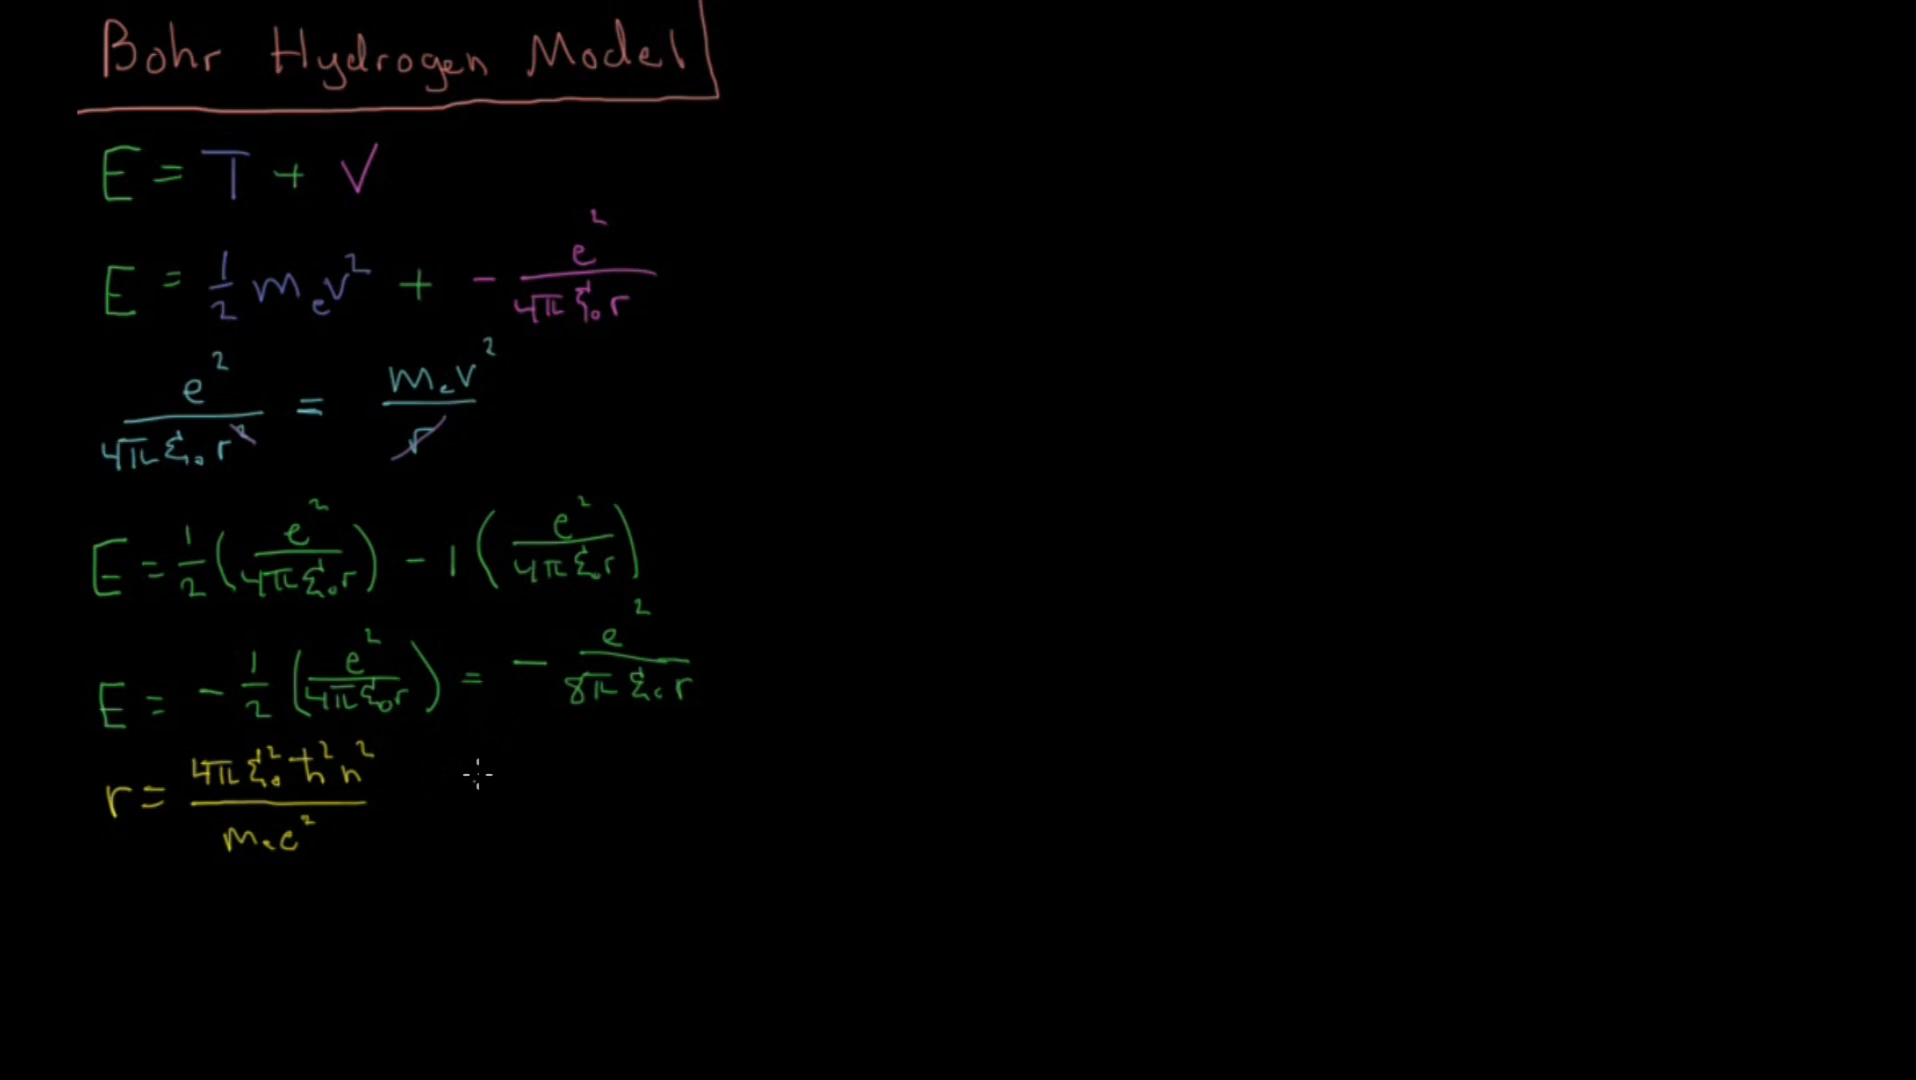 Bohr Hydrogen Model
E = T + V
E = 1/2 mₑv² + - e²/4πε₀r
e²/4πε₀r² = mₑv²/r
E = 1/2 (e²/4πε₀r) - 1 (e²/4πε₀r)
E = - 1/2 (e²/4πε₀r) = - e²/8πε₀r
r = 4πε₀²ħ²n²/mₑe²